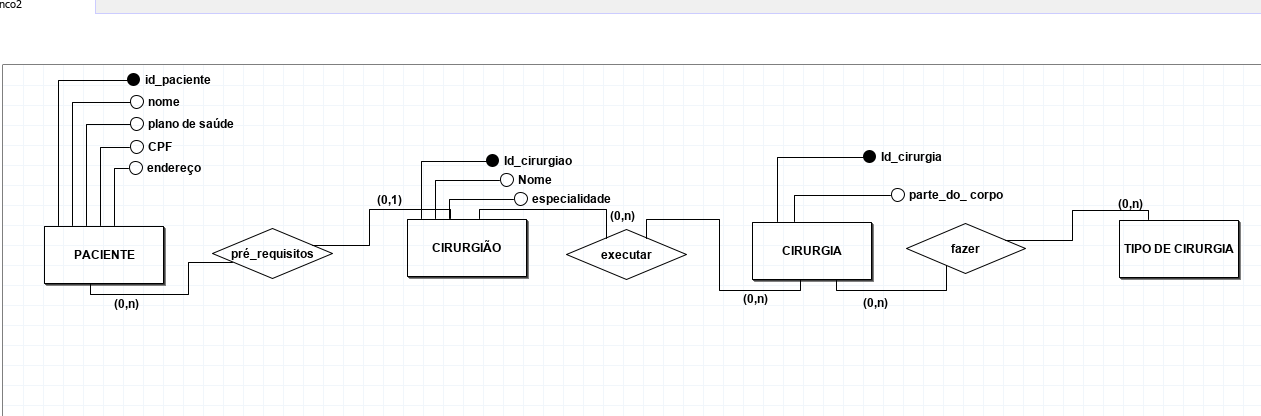 nco2
id_paciente
nome
plano de saúde
CPF
endereço
PACIENTE
(0,n)
pré_requisitos
(0,1)
Id_cirurgiao
Nome
especialidade
CIRURGIÃO
(0,n)
executar
(0,n)
Id_cirurgia
parte_do_ corpo
CIRURGIA
(0,n)
fazer
(0,n)
TIPO DE CIRURGIA